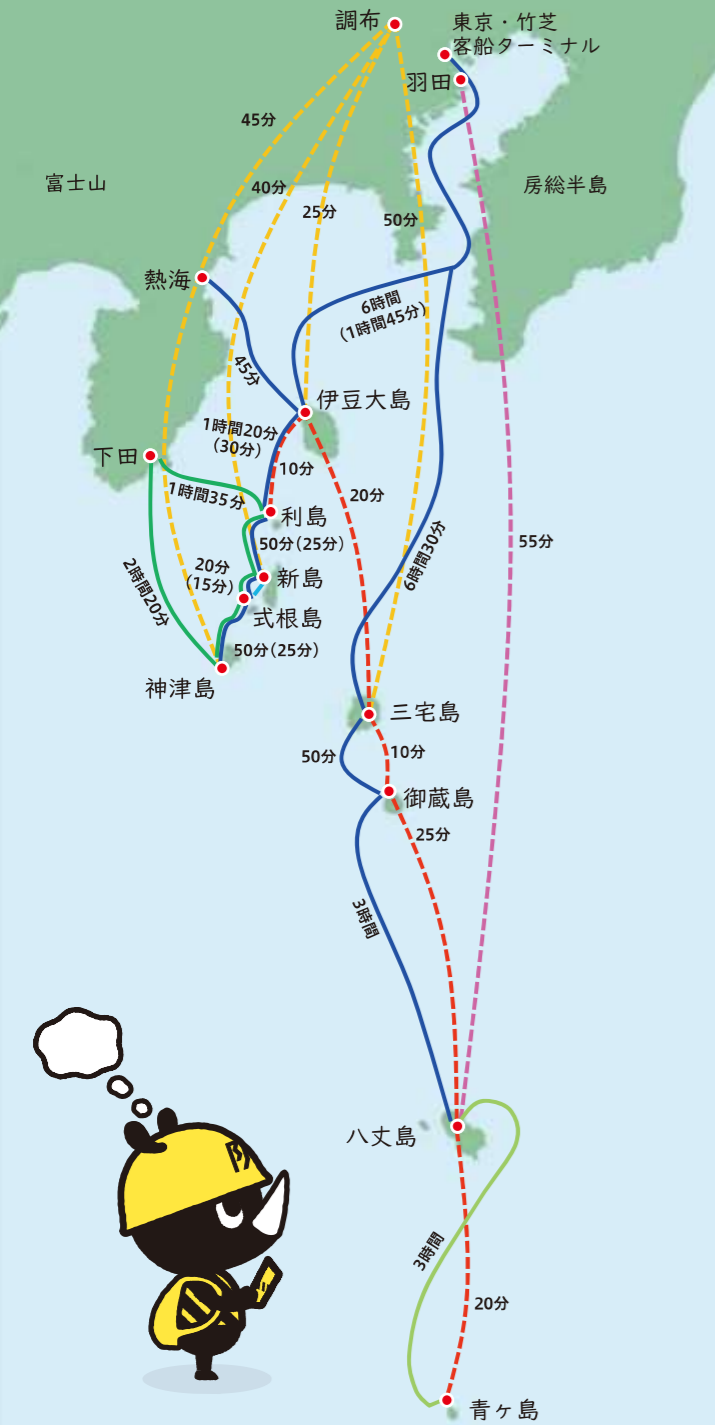 調布
東京・竹芝
客船ターミナル
羽田
45分
富士山
40分
房総半島
25分
50分
熱海
6時間
(1時間45分)
45分
伊豆大島
1時間20分
(30分)
下田
10分
1時間35分
20分
利島
50分(25分)
55分
6時間30分
20分
(15分)
新島
2時間20分
式根島
50分(25分)
神津島
三宅島
50分
10分
御蔵島
25分
3時間
八丈島
防
3時間
20分
青ヶ島